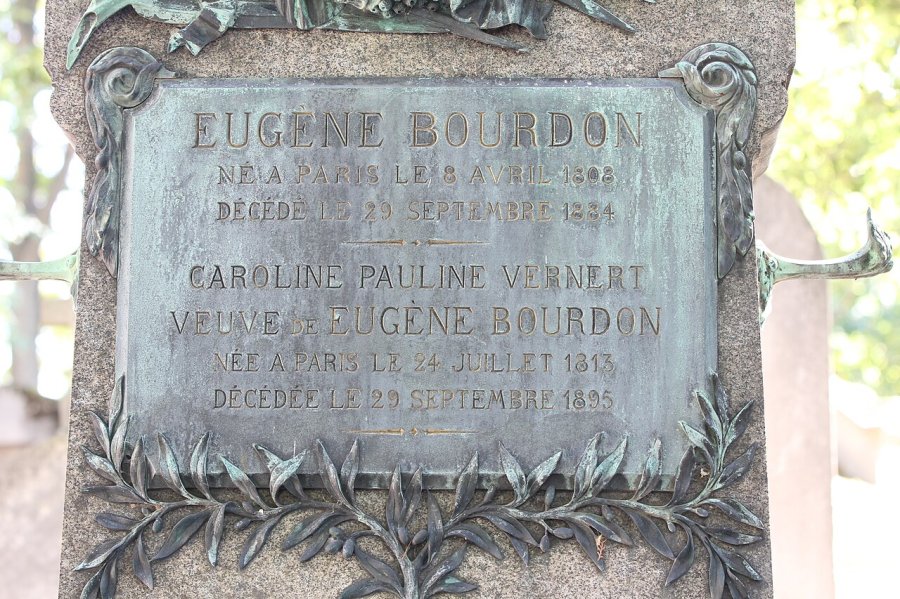 EUGÈNE BOURDON
NÉ A PARIS LE 8 AVRIL 1808
DÉCÉDÉ LE 29 SEPTEMBRE 1884
CAROLINE PAULINE VERNERT
VEUVE DE EUGÈNE BOURDON
NÉE A PARIS LE 24 JUILLET 1813
DÉCÉDÉE LE 29 SEPTEMBRE 1895